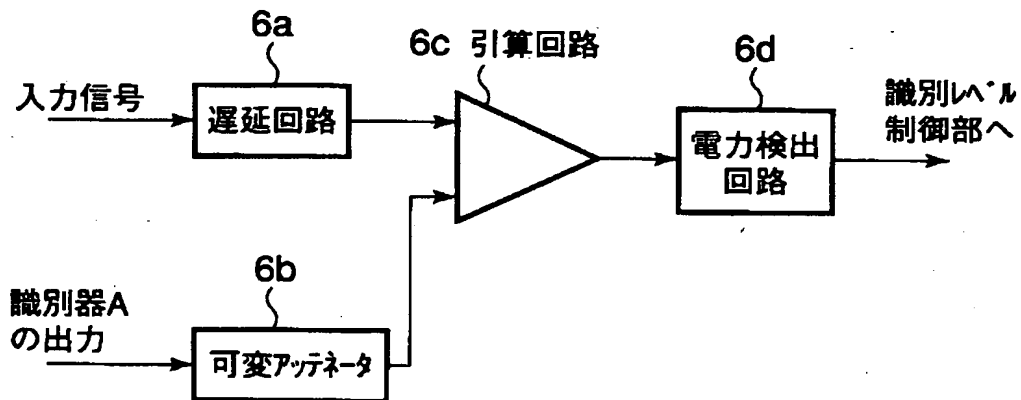 6a
6c 引算回路
6d
入力信号
遅延回路
電力検出
回路
識別レベル
制御部へ
6b
識別器A
の出力
可変アッテネータ